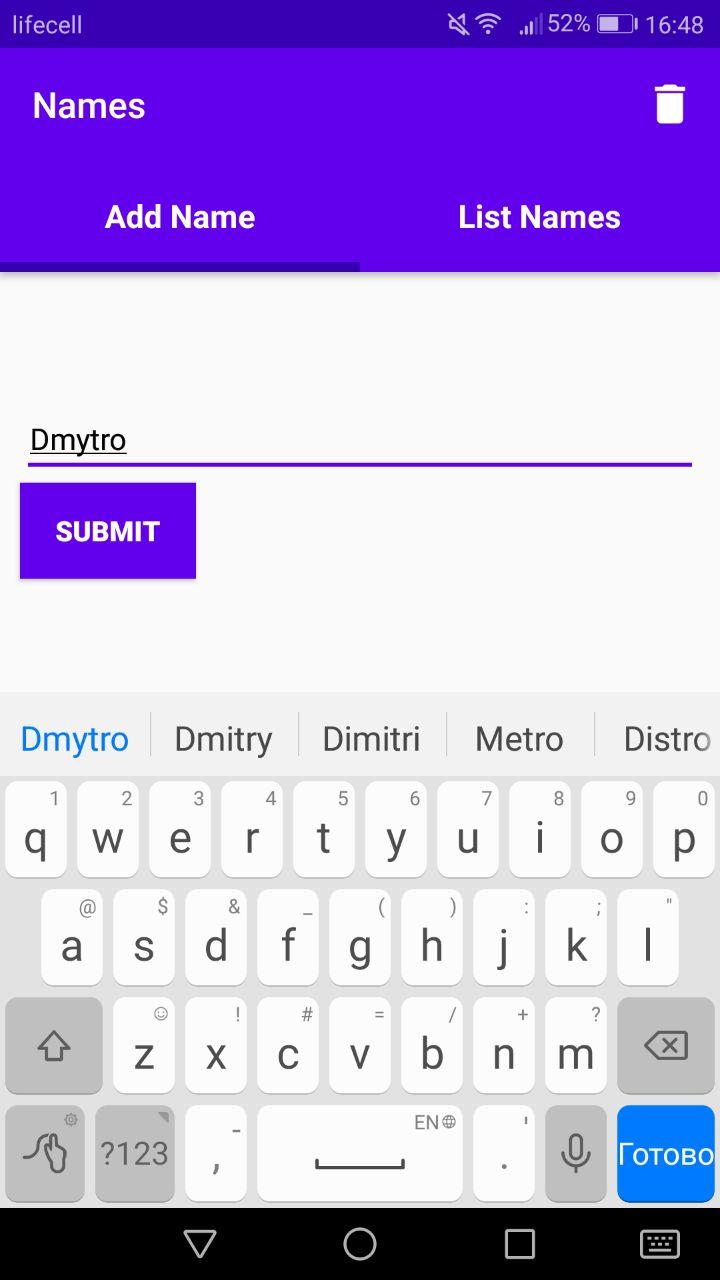 lifecell 52% 16:48
Names
Add Name List Names
Dmytro
SUBMIT
Dmytro Dmitry Dimitri Metro Distro
1 2 3 4 5 6 7 8 9 0
q w e r t y u i o p
@ $ & _ ( ) : ; "
a s d f g h j k l
! # = / + ?
z x c v b n m
- EN '
?123 , . Готово